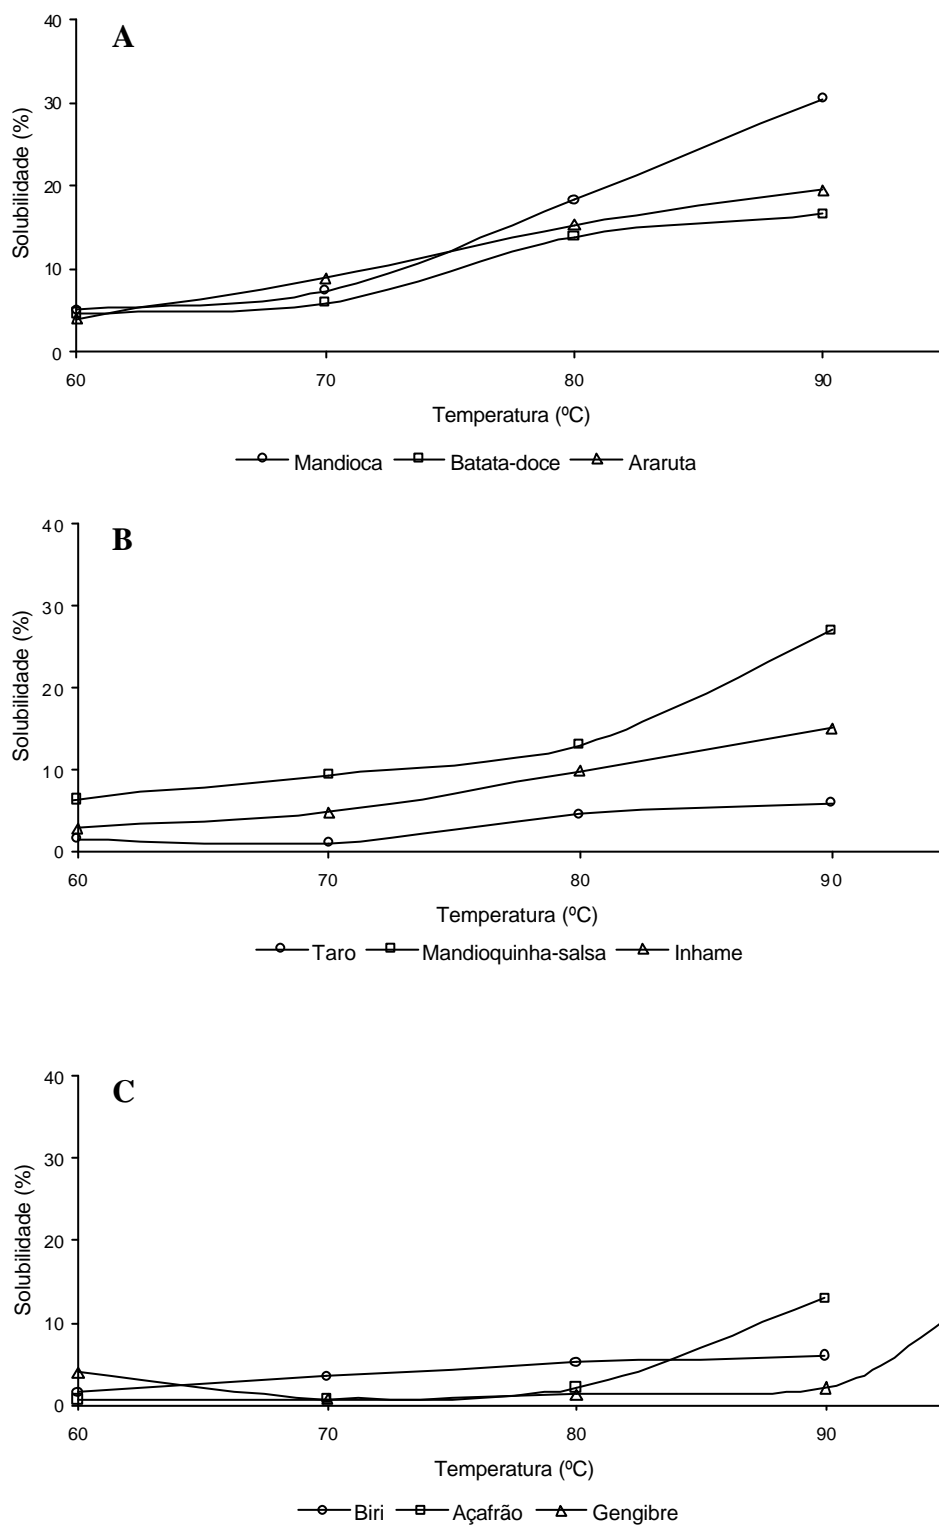 A
40
30
20
10
0
Solubilidade (%)
60 70 80 90
Temperatura (ºC)
Mandioca Batata-doce Araruta
B
40
30
20
10
0
Solubilidade (%)
60 70 80 90
Temperatura (ºC)
Taro Mandioquinha-salsa Inhame
C
40
30
20
10
0
Solubilidade (%)
60 70 80 90
Temperatura (ºC)
Biri Açafrão Gengibre